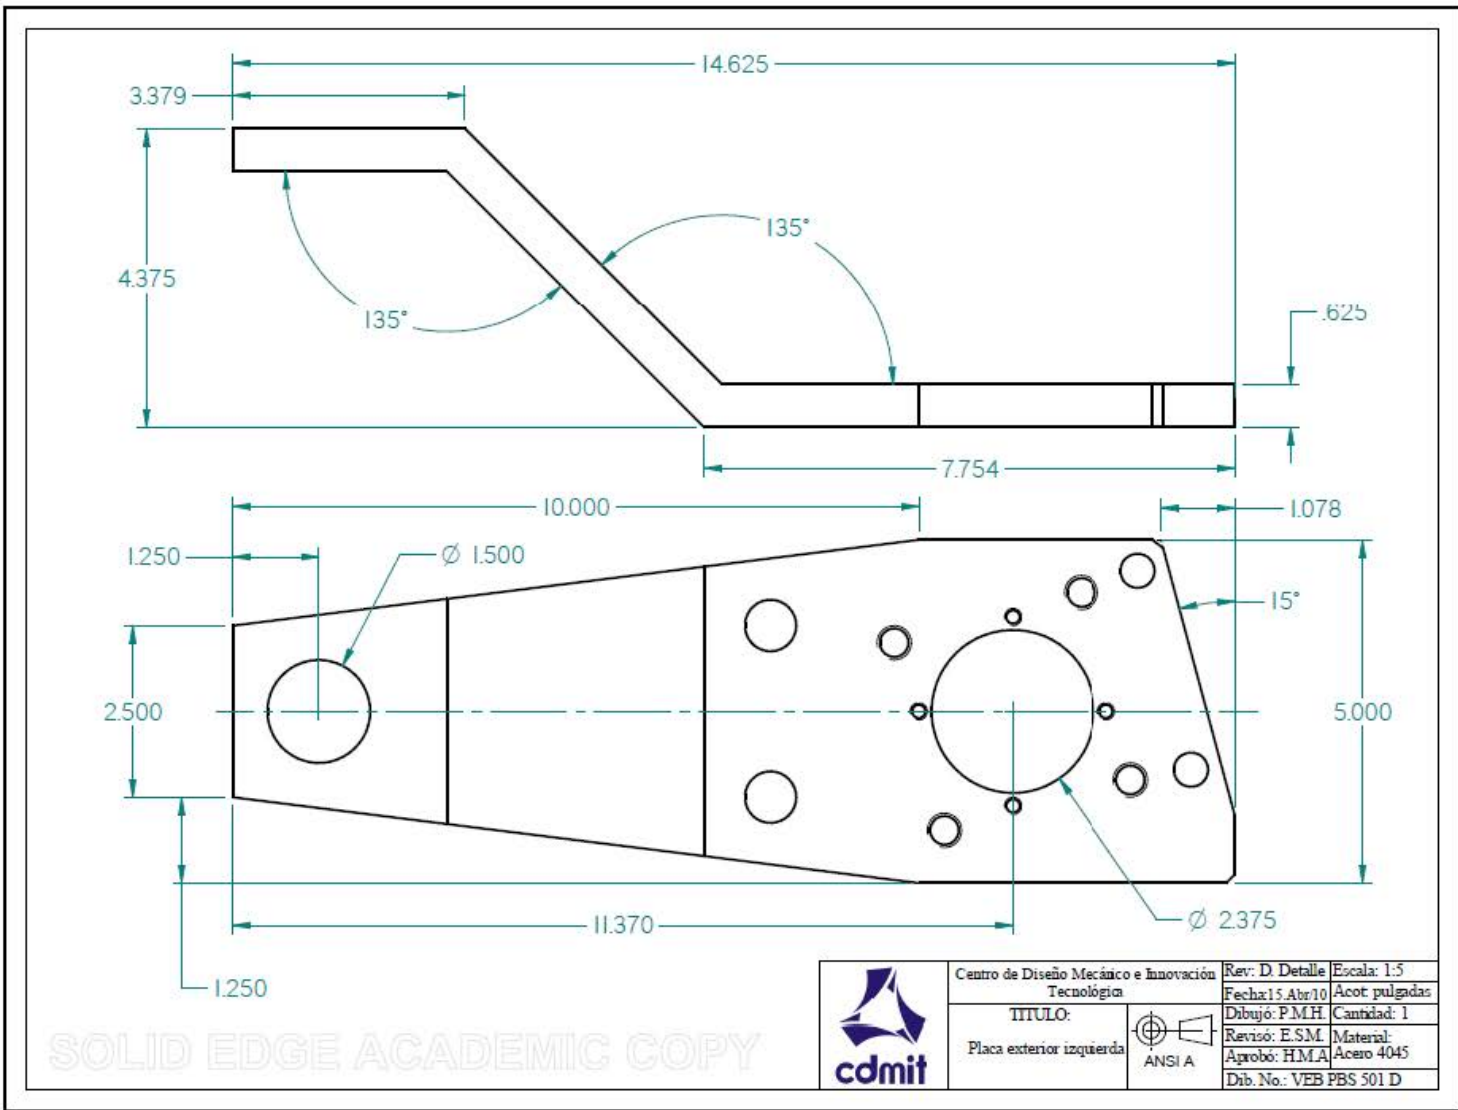 14.625
3.379
4.375
135°
135°
.625
7.754
10.000
1.078
1.250
Ø 1.500
15°
2.500
5.000
11.370
Ø 2.375
1.250
SOLID EDGE ACADEMIC COPY
cdmit
Centro de Diseño Mecánico e Innovación
Tecnológica
TITULO:
Placa exterior izquierda
ANSI A
Rev: D. Detalle
Escala: 1:5
Fecha:15.Abr/10
Acot: pulgadas
Dibujó: P.M.H.
Cantidad: 1
Revisó: E.S.M.
Material:
Acero 4045
Aprobó: H.M.A
Dib. No.: VEB PBS 501 D